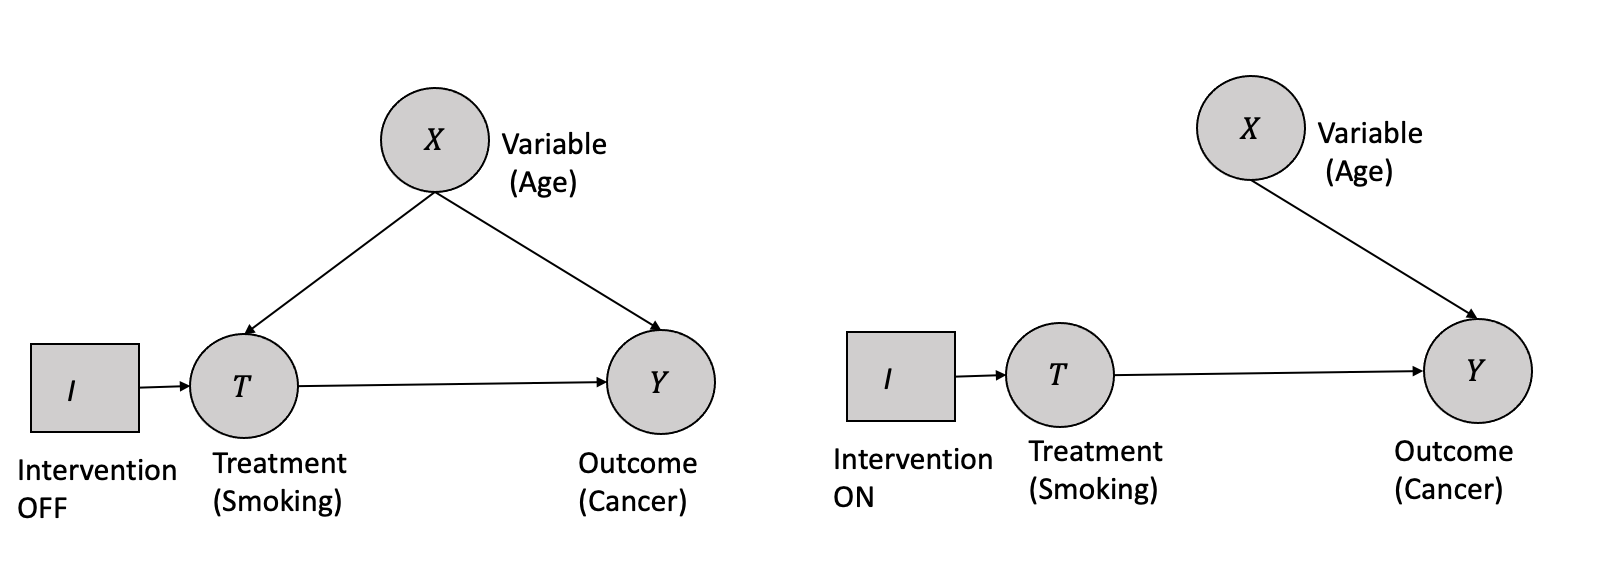 X
Variable
(Age)
I
T
Y
Intervention
OFF
Treatment
(Smoking)
Outcome
(Cancer)
X
Variable
(Age)
I
T
Y
Intervention
ON
Treatment
(Smoking)
Outcome
(Cancer)